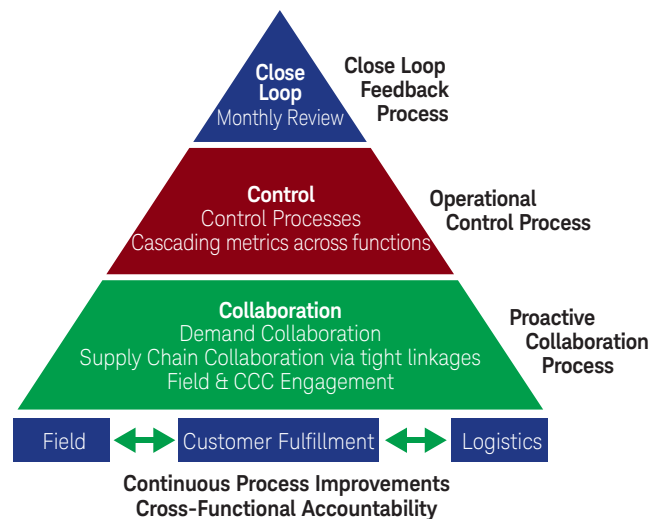 Close
Loop
Monthly Review
Close Loop
Feedback
Process
Control
Control Processes
Cascading metrics across functions
Operational
Control Process
Collaboration
Demand Collaboration
Supply Chain Collaboration via tight linkages
Field & CCC Engagement
Proactive
Collaboration
Process
Field
Customer Fulfillment
Logistics
Continuous Process Improvements
Cross-Functional Accountability